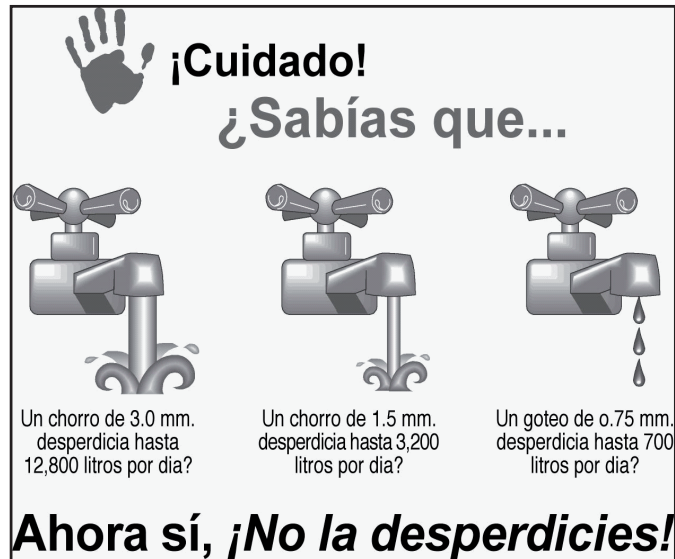 ¡Cuidado!
¿Sabías que...
Un chorro de 3.0 mm.
desperdicia hasta
12,800 litros por dia?
Un chorro de 1.5 mm.
desperdicia hasta 3,200
litros por dia?
Un goteo de o.75 mm.
desperdicia hasta 700
litros por dia?
Ahora sí, ¡No la desperdicies!